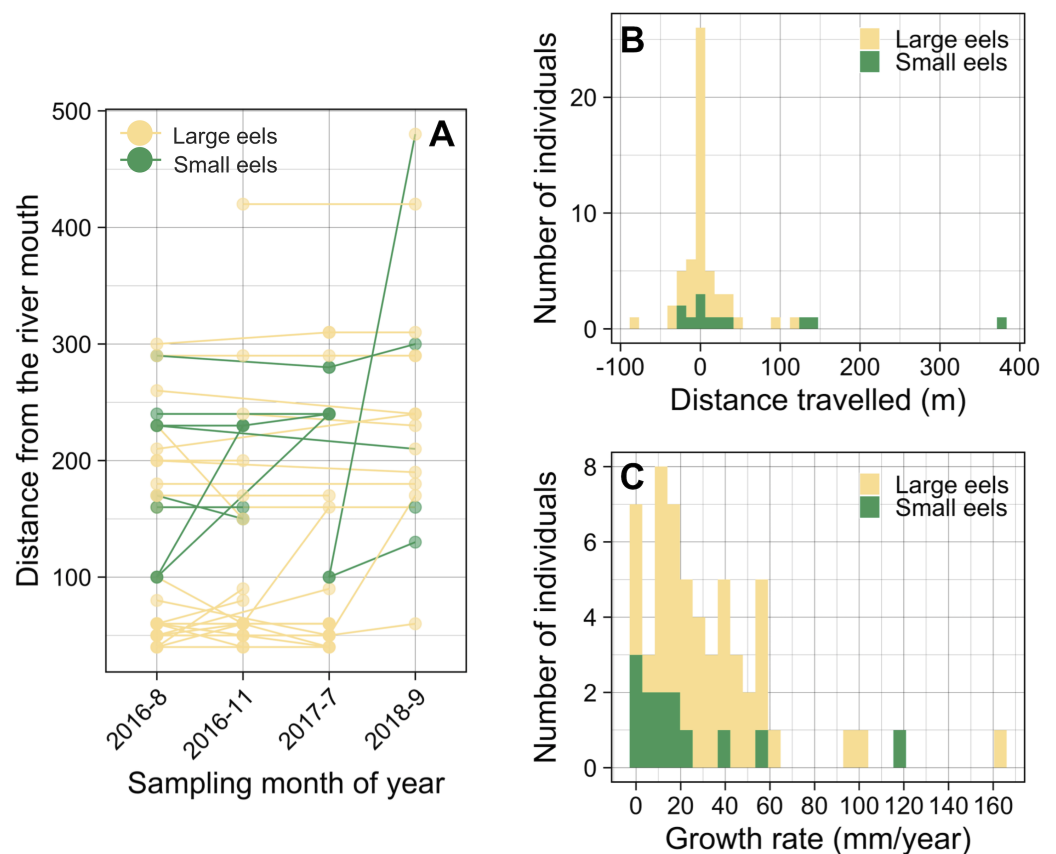 A
Large eels
Small eels
Distance from the river mouth
500
400
300
200
100
2016-8
2016-11
2017-7
2018-9
Sampling month of year
B
Large eels
Small eels
Number of individuals
20
10
0
-100 0 100 200 300 400
Distance travelled (m)
C
Large eels
Small eels
Number of individuals
8
6
4
2
0
0 20 40 60 80 100 120 140 160
Growth rate (mm/year)